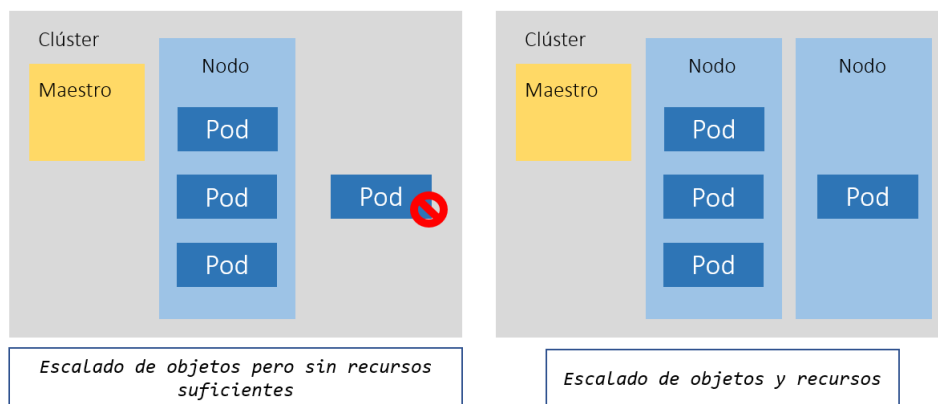 Clúster
Maestro
Nodo
Pod
Pod
Pod
Pod
Escalado de objetos pero sin recursos
suficientes
Clúster
Maestro
Nodo
Pod
Pod
Pod
Nodo
Pod
Escalado de objetos y recursos